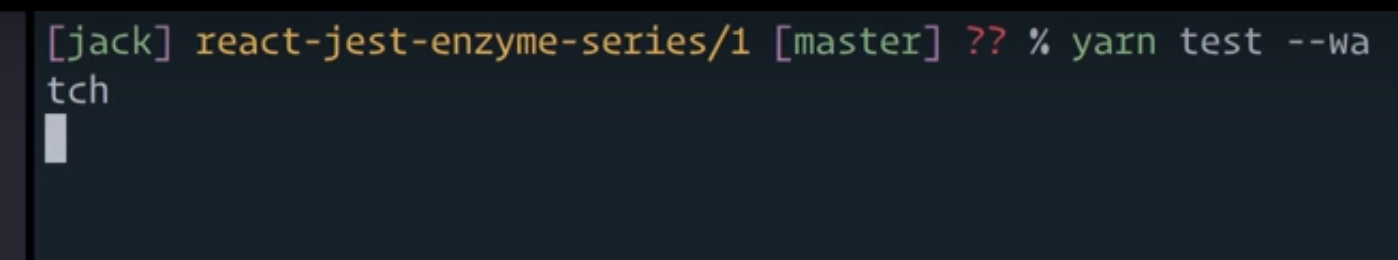 [jack] react-jest-enzyme-series/1 [master] ?? % yarn test --wa
tch